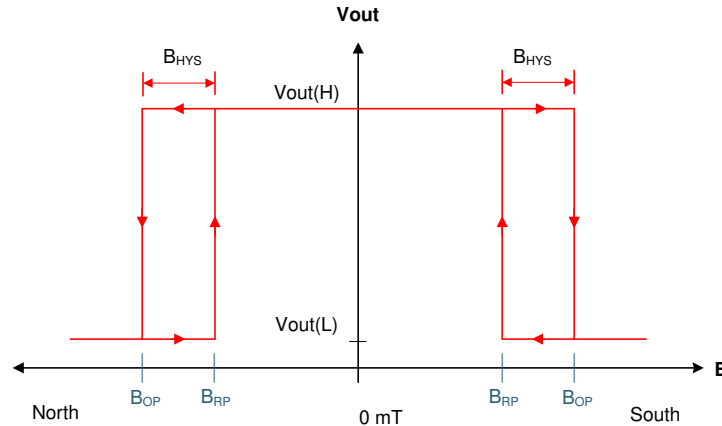 Vout
BHYS
BHYS
Vout(H)
Vout(L)
B
BOP
BRP
BRP
BOP
North
0 mT
South